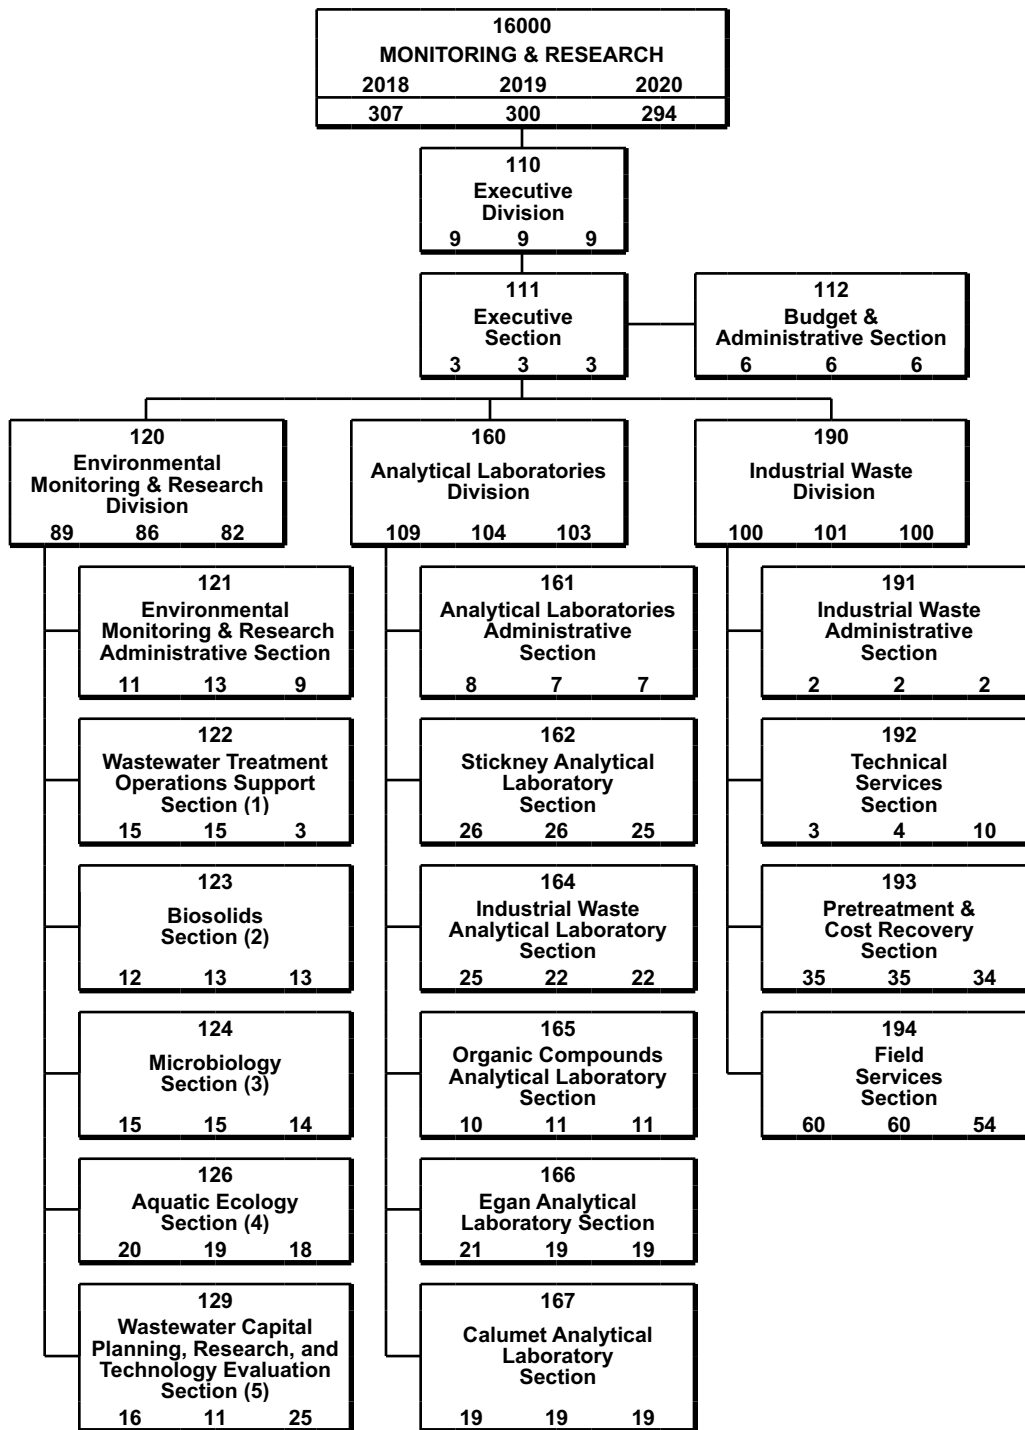 16000
MONITORING & RESEARCH
2018 2019 2020
307 300 294
110
Executive
Division
9 9 9
111
Executive
Section
3 3 3
112
Budget &
Administrative Section
6 6 6
120
Environmental
Monitoring & Research
Division
89 86 82
121
Environmental
Monitoring & Research
Administrative Section
11 13 9
122
Wastewater Treatment
Operations Support
Section (1)
15 15 3
123
Biosolids
Section (2)
12 13 13
124
Microbiology
Section (3)
15 15 14
126
Aquatic Ecology
Section (4)
20 19 18
129
Wastewater Capital
Planning, Research, and
Technology Evaluation
Section (5)
16 11 25
160
Analytical Laboratories
Division
109 104 103
161
Analytical Laboratories
Administrative
Section
8 7 7
162
Stickney Analytical
Laboratory
Section
26 26 25
164
Industrial Waste
Analytical Laboratory
Section
25 22 22
165
Organic Compounds
Analytical Laboratory
Section
10 11 11
166
Egan Analytical
Laboratory Section
21 19 19
167
Calumet Analytical
Laboratory
Section
19 19 19
190
Industrial Waste
Division
100 101 100
191
Industrial Waste
Administrative
Section
2 2 2
192
Technical
Services
Section
3 4 10
193
Pretreatment &
Cost Recovery
Section
35 35 34
194
Field
Services
Section
60 60 54